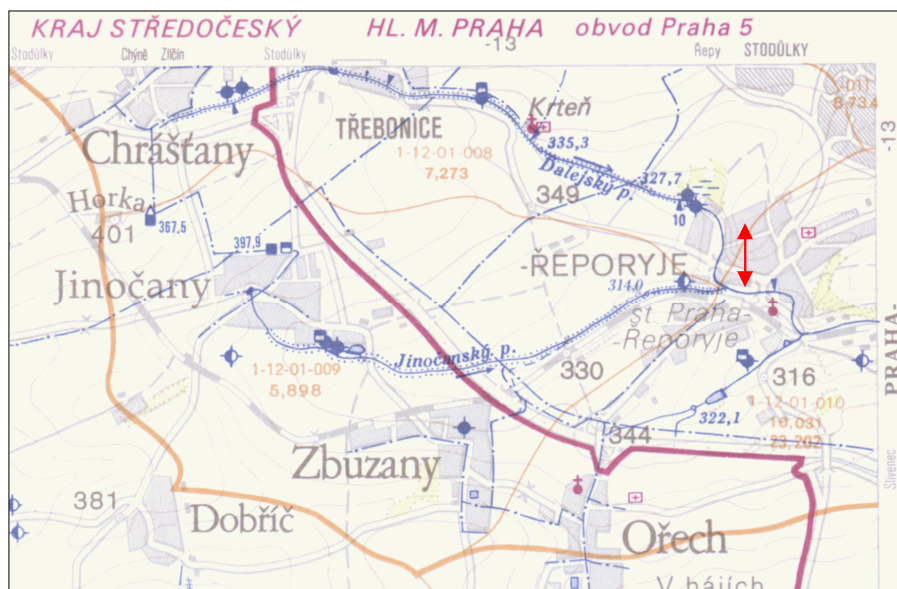 KRAJ STŘEDOČESKÝ HL. M. PRAHA obvod Praha 5
-13
Stodůlky Chýně Zličín Stodůlky Řepy STODŮLKY
Krteň
TŘEBONICE
335,3
-13
Chrášťany
1-12-01-008
7,273
Dalejský p.
327,7
Horka
401
367,5
349
10
397,9
-ŘEPORYJE
Jinočany
314,0
st Praha-
-Řeporyje
Jinočanský p.
PRAHA-
1-12-01-009
5,898
330
316
1-12-01-010
10,031
23,202
322,1
344
Zbuzany
Slivenec
381
Dobříč
Ořech
V hájích